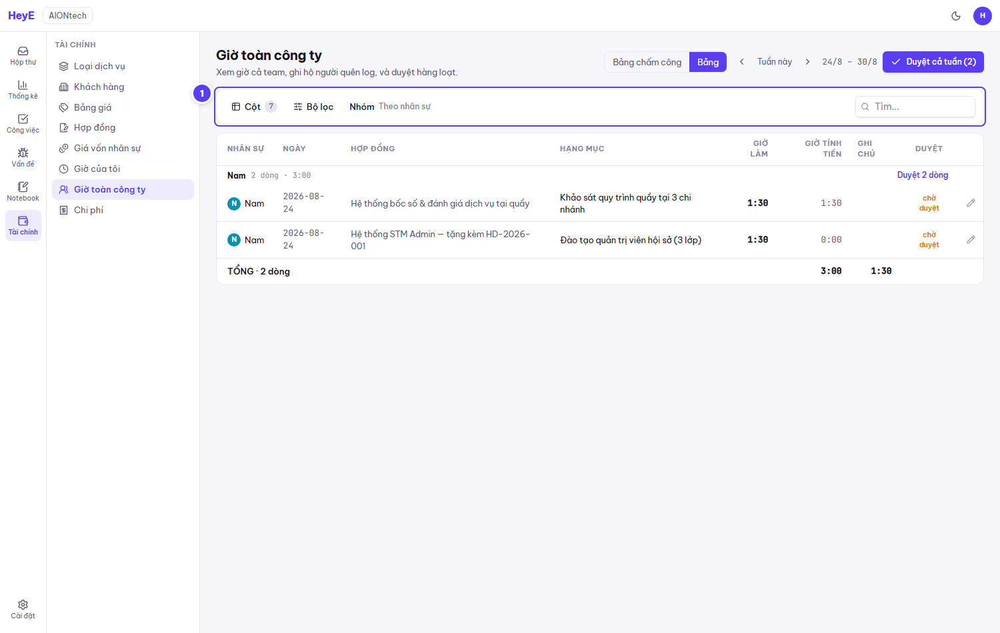 HeyE
AIONtech
H
Hộp thư
Thống kê
Công việc
Vấn đề
Notebook
Tài chính
Cài đặt
TÀI CHÍNH
Loại dịch vụ
Khách hàng
Bảng giá
Hợp đồng
Giá vốn nhân sự
Giờ của tôi
Giờ toàn công ty
Chi phí
Giờ toàn công ty
Xem giờ cả team, ghi hộ người quên log, và duyệt hàng loạt.
Bảng chấm công
Bảng
Tuần này
24/8 – 30/8
Duyệt cả tuần (2)
1
Cột 7
Bộ lọc
Nhóm Theo nhân sự
Tìm...
NHÂN SỰ
NGÀY
HỢP ĐỒNG
HẠNG MỤC
GIỜ
LÀM
GIỜ TÍNH
TIỀN
GHI
CHÚ
DUYỆT
Nam 2 dòng · 3:00
Duyệt 2 dòng
N Nam
2026-08-
24
Hệ thống bốc số & đánh giá dịch vụ tại quầy
Khảo sát quy trình quầy tại 3 chi
nhánh
1:30
1:30
chờ
duyệt
N Nam
2026-08-
24
Hệ thống STM Admin — tặng kèm HD-2026-
001
Đào tạo quản trị viên hội sở (3 lớp)
1:30
0:00
chờ
duyệt
TỔNG · 2 dòng
3:00
1:30